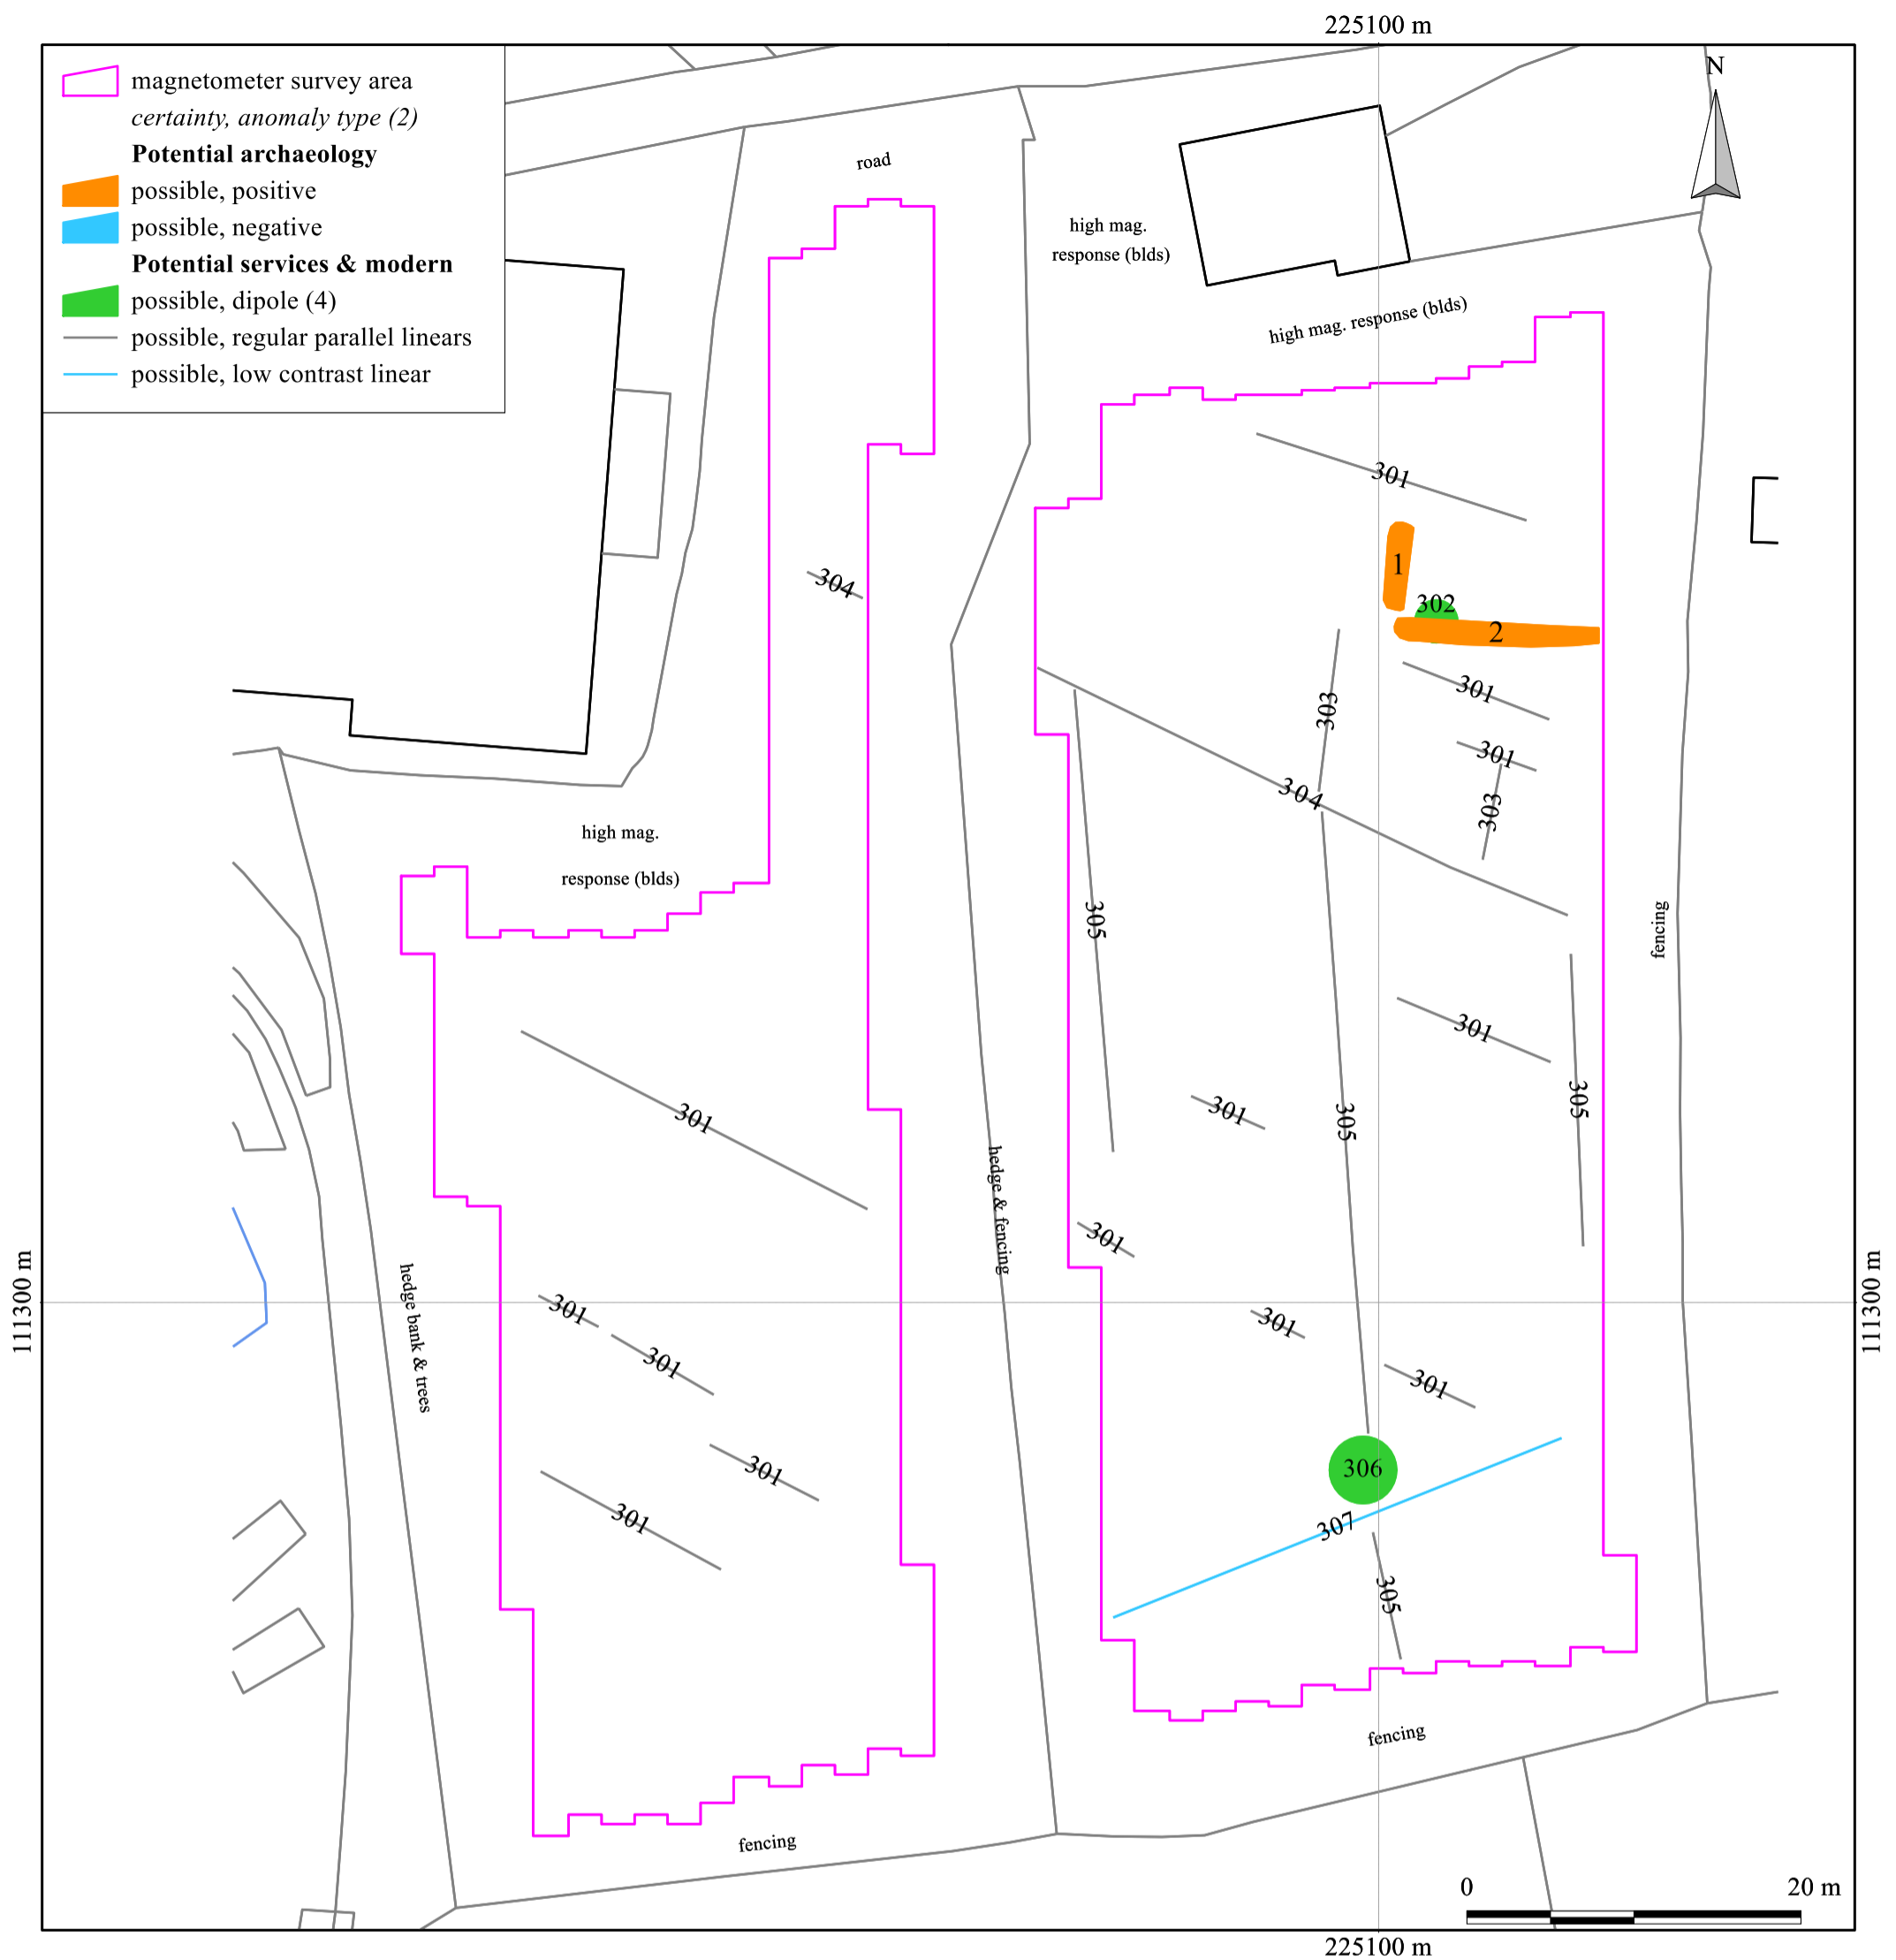 225100 m
magnetometer survey area
certainty, anomaly type (2)
Potential archaeology
possible, positive
possible, negative
Potential services & modern
possible, dipole (4)
possible, regular parallel linears
possible, low contrast linear
N
road
high mag.
response (blds)
high mag. response (blds)
301
1
304
302
2
301
303
301
304
303
high mag.
response (blds)
305
fencing
301
301
305
301
305
hedge & fencing
301
111300 m
111300 m
301
301
hedge bank & trees
301
301
301
306
301
307
305
fencing
fencing
0
20 m
225100 m